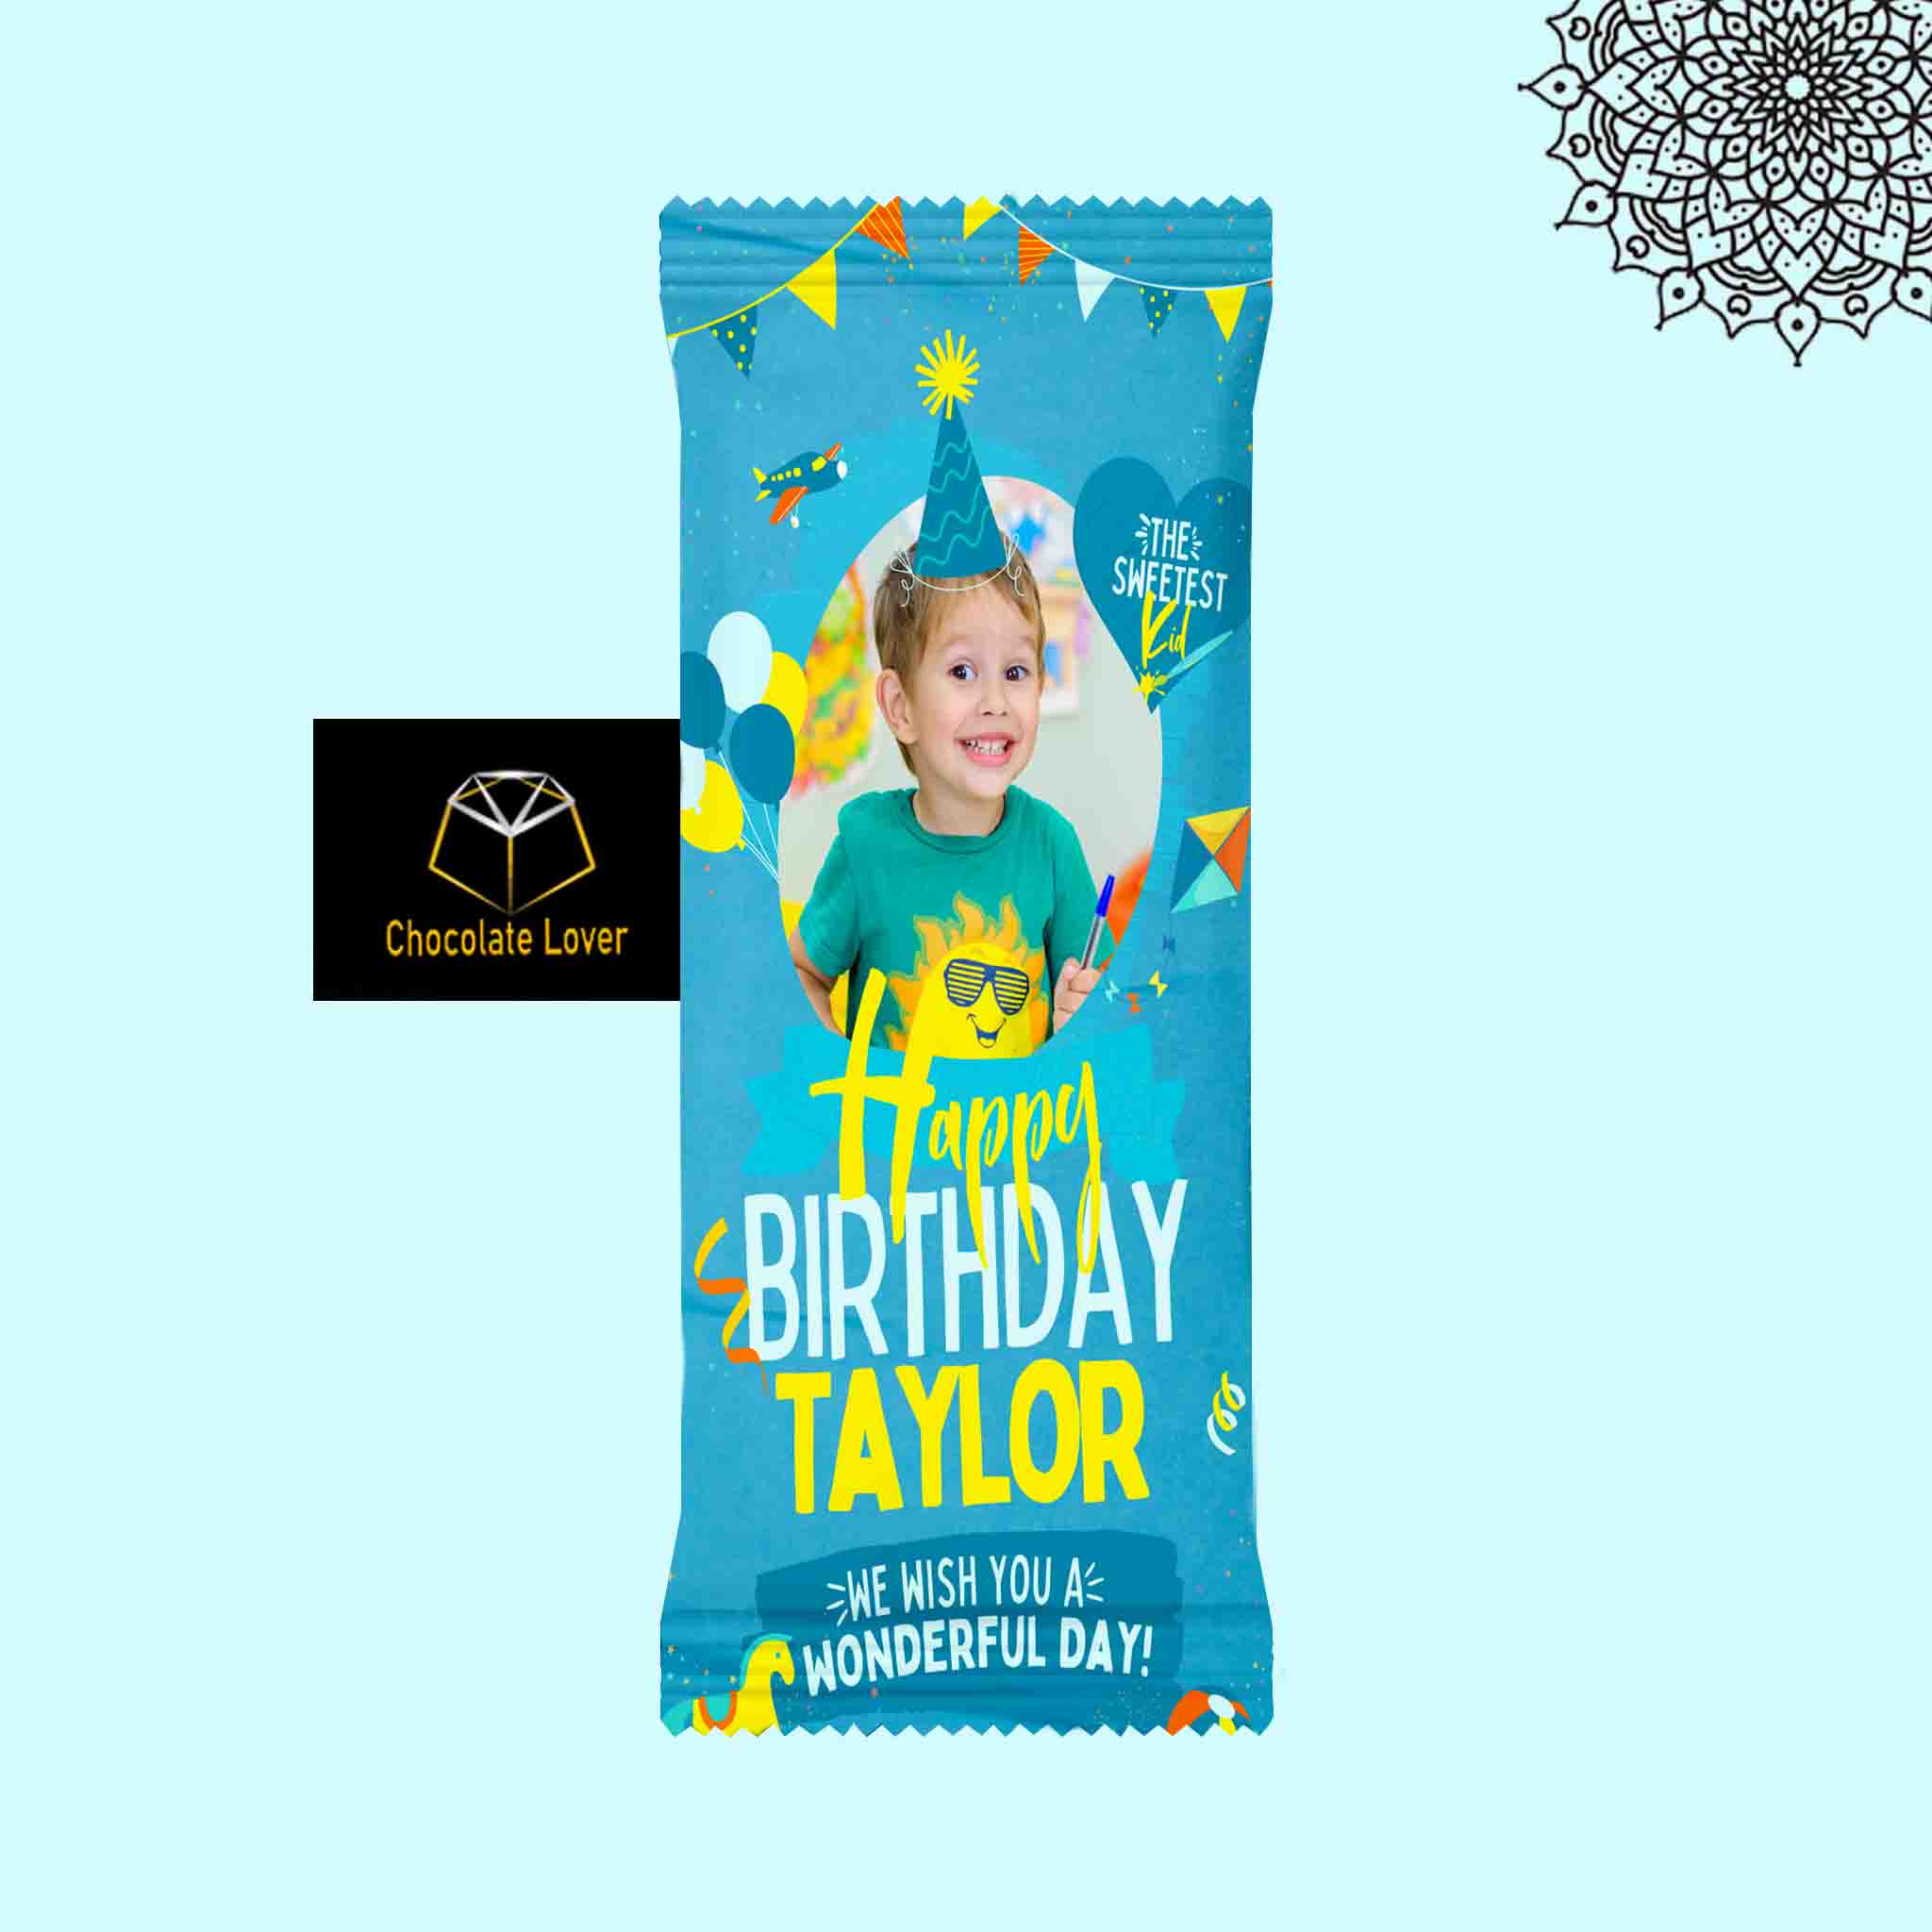 THE
SWEETEST
Kid
Chocolate Lover
Happy
BIRTHDAY
TAYLOR
WE WISH YOU A
WONDERFUL DAY!